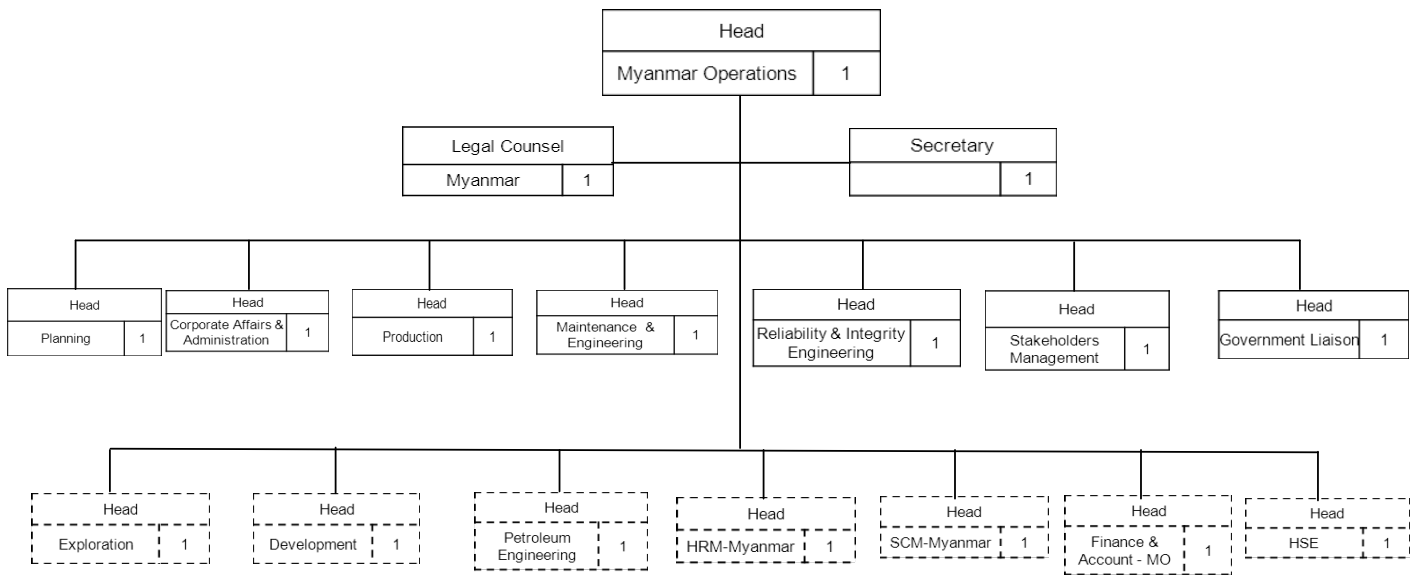 Head
Myanmar Operations 1
Legal Counsel
Myanmar 1
Secretary
1
Head
Planning 1
Head
Corporate Affairs &
Administration 1
Head
Production 1
Head
Maintenance &
Engineering 1
Head
Reliability & Integrity
Engineering 1
Head
Stakeholders
Management 1
Head
Government Liaison 1
Head
Exploration 1
Head
Development 1
Head
Petroleum
Engineering 1
Head
HRM-Myanmar 1
Head
SCM-Myanmar 1
Head
Finance &
Account - MO 1
Head
HSE 1